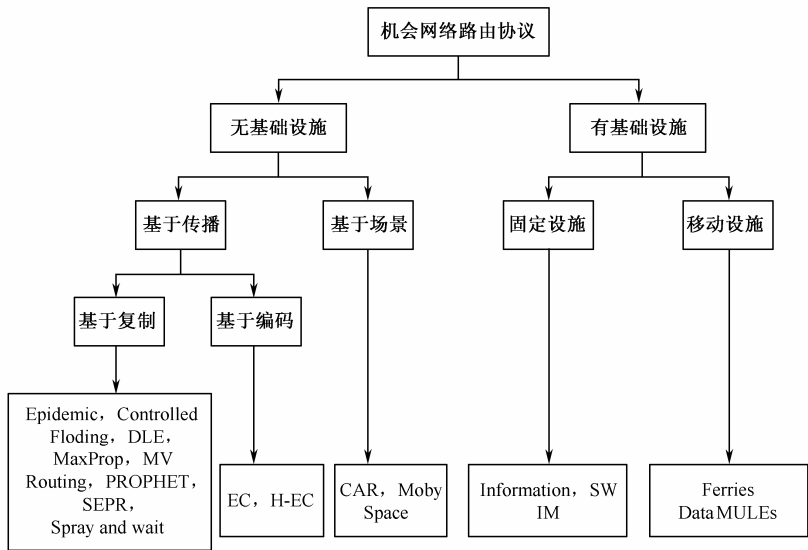 机会网络路由协议
无基础设施
有基础设施
基于传播
基于场景
固定设施
移动设施
基于复制
基于编码
Epidemic，Controlled
Floding，DLE，
MaxProp，MV
Routing，PROPHET，
SEPR，
Spray and wait
EC，H-EC
CAR，Moby
Space
Information，SW
IM
Ferries
DataMULEs